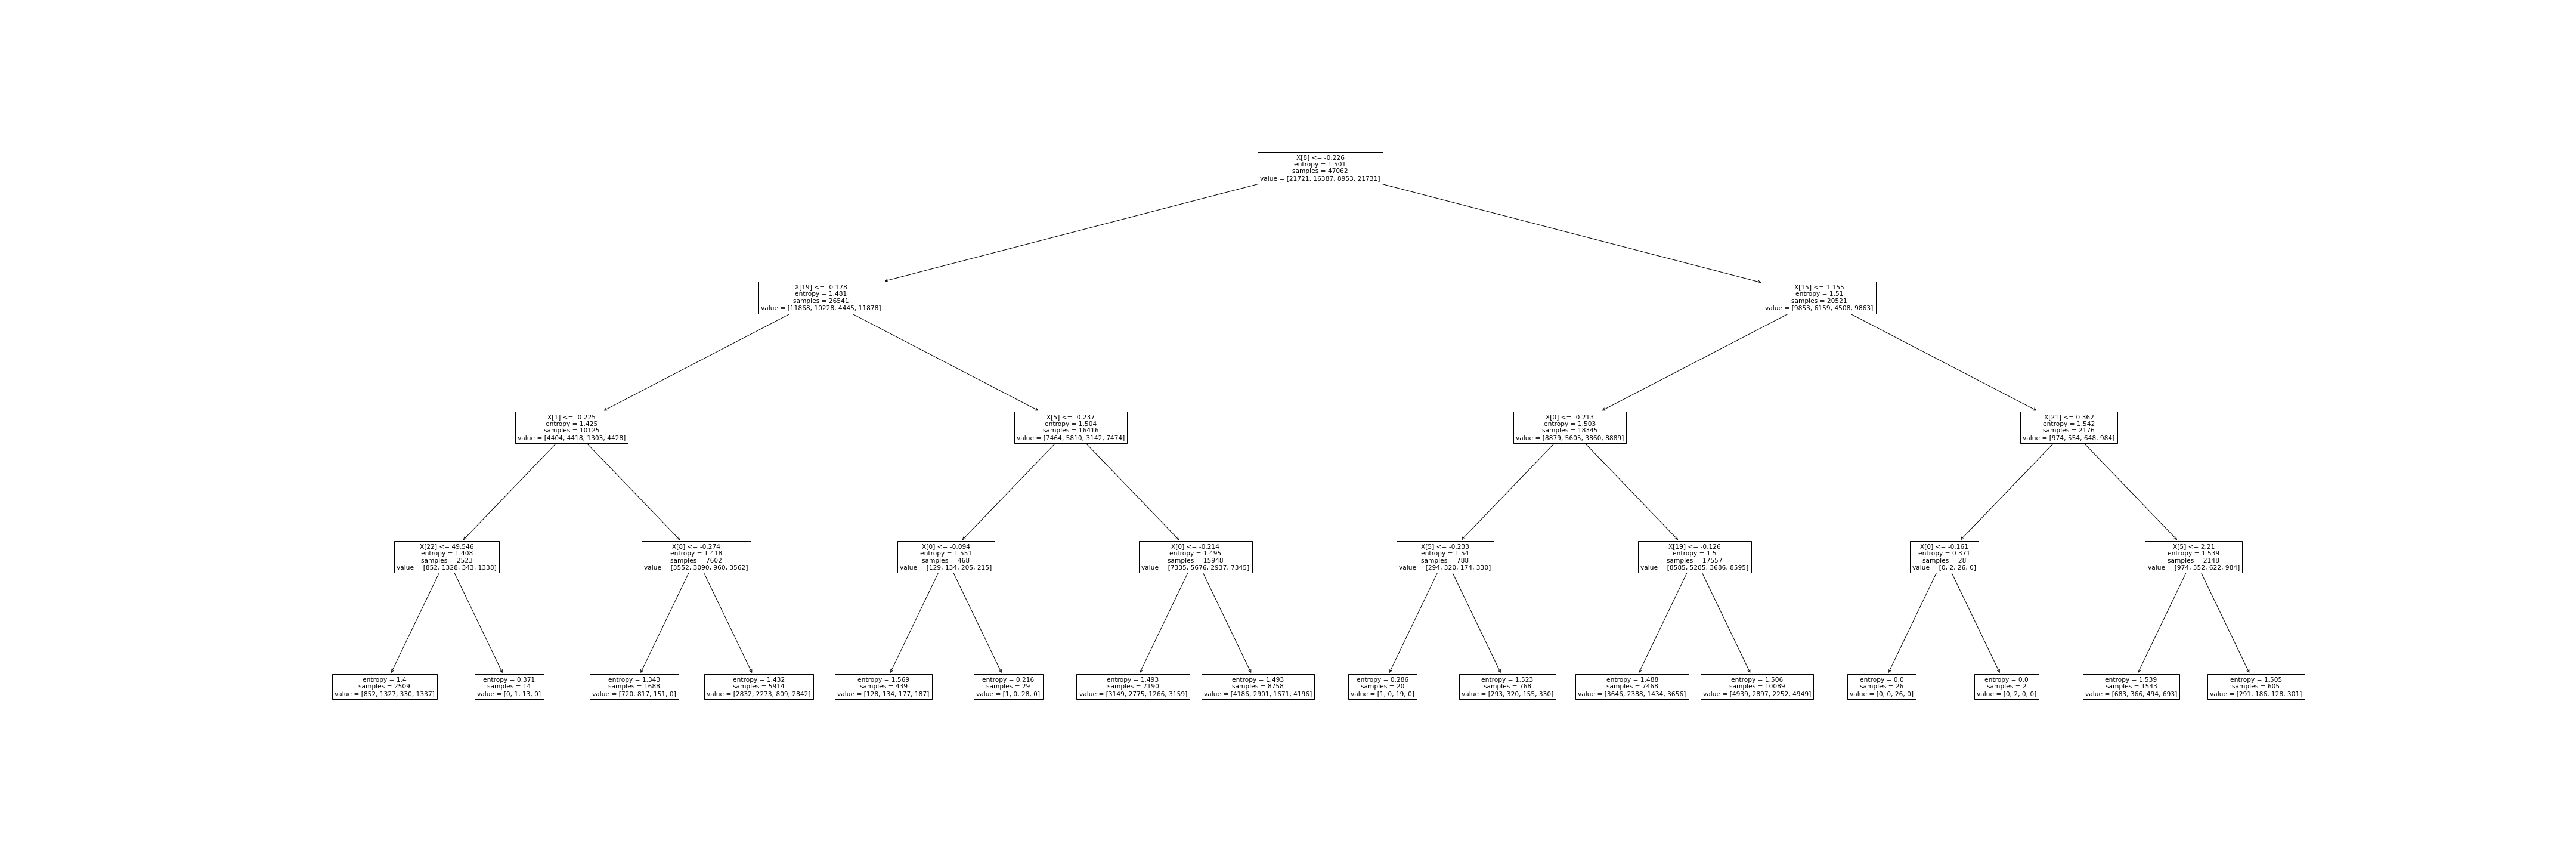 X[8] <= -0.226
entropy = 1.501
samples = 47062
value = [21721, 16387, 8953, 21731]
X[19] <= -0.178
entropy = 1.481
samples = 26541
value = [11868, 10228, 4445, 11878]
X[15] <= 1.155
entropy = 1.51
samples = 20521
value = [9853, 6159, 4508, 9863]
X[1] <= -0.225
entropy = 1.425
samples = 10125
value = [4404, 4418, 1303, 4428]
X[5] <= -0.237
entropy = 1.504
samples = 16416
value = [7464, 5810, 3142, 7474]
X[0] <= -0.213
entropy = 1.503
samples = 18345
value = [8879, 5605, 3860, 8889]
X[21] <= 0.362
entropy = 1.542
samples = 2176
value = [974, 554, 648, 984]
X[22] <= 49.546
entropy = 1.408
samples = 2523
value = [852, 1328, 343, 1338]
X[8] <= -0.274
entropy = 1.418
samples = 7602
value = [3552, 3090, 960, 3562]
X[0] <= -0.094
entropy = 1.551
samples = 468
value = [129, 134, 205, 215]
X[0] <= -0.214
entropy = 1.495
samples = 15948
value = [7335, 5676, 2937, 7345]
X[5] <= -0.233
entropy = 1.54
samples = 788
value = [294, 320, 174, 330]
X[19] <= -0.126
entropy = 1.5
samples = 17557
value = [8585, 5285, 3686, 8595]
X[0] <= -0.161
entropy = 0.371
samples = 28
value = [0, 2, 26, 0]
X[5] <= 2.21
entropy = 1.539
samples = 2148
value = [974, 552, 622, 984]
entropy = 1.4
samples = 2509
value = [852, 1327, 330, 1337]
entropy = 0.371
samples = 14
value = [0, 1, 13, 0]
entropy = 1.343
samples = 1688
value = [720, 817, 151, 0]
entropy = 1.432
samples = 5914
value = [2832, 2273, 809, 2842]
entropy = 1.569
samples = 439
value = [128, 134, 177, 187]
entropy = 0.216
samples = 29
value = [1, 0, 28, 0]
entropy = 1.493
samples = 7190
value = [3149, 2775, 1266, 3159]
entropy = 1.493
samples = 8758
value = [4186, 2901, 1671, 4196]
entropy = 0.286
samples = 20
value = [1, 0, 19, 0]
entropy = 1.523
samples = 768
value = [293, 320, 155, 330]
entropy = 1.488
samples = 7468
value = [3646, 2388, 1434, 3656]
entropy = 1.506
samples = 10089
value = [4939, 2897, 2252, 4949]
entropy = 0.0
samples = 26
value = [0, 0, 26, 0]
entropy = 0.0
samples = 2
value = [0, 2, 0, 0]
entropy = 1.539
samples = 1543
value = [683, 366, 494, 693]
entropy = 1.505
samples = 605
value = [291, 186, 128, 301]